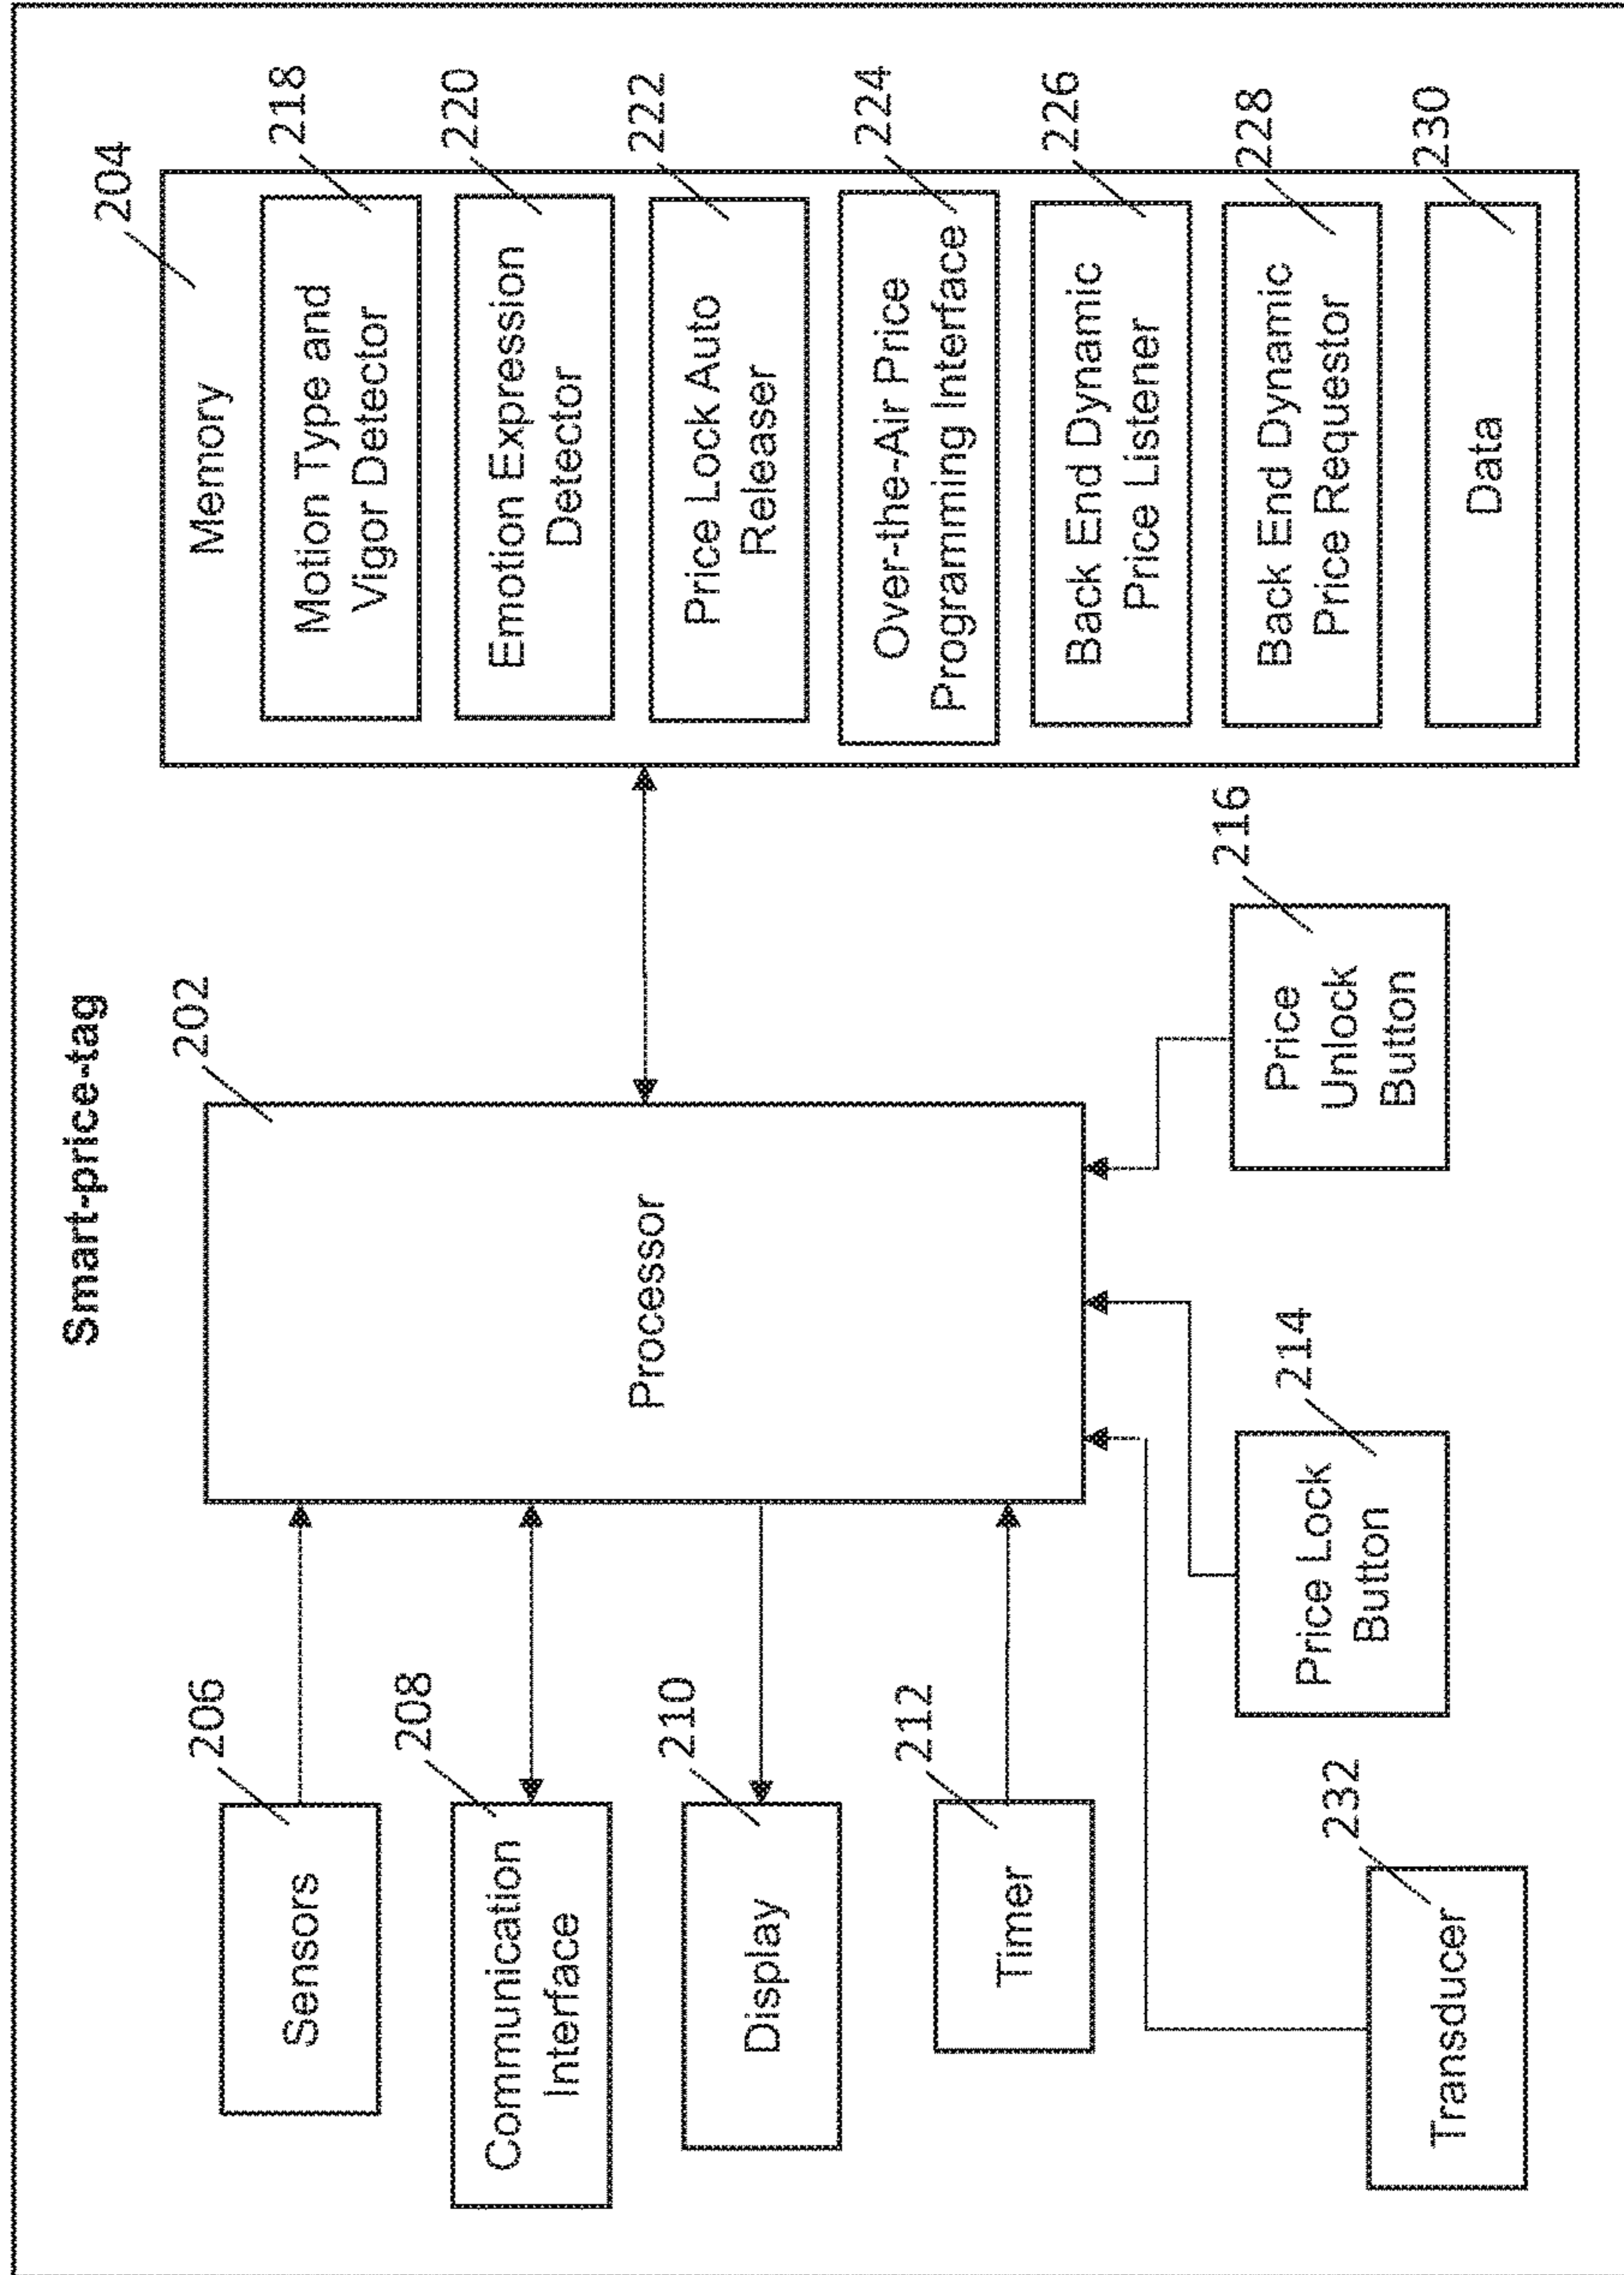 Smart-price-tag
206
Sensors
208
Communication
Interface
210
Display
212
Timer
232
Transducer
202
Processor
214
Price Lock
Button
216
Price
Unlock
Button
204
Memory
218
Motion Type and
Vigor Detector
220
Emotion Expression
Detector
222
Price Lock Auto
Releaser
224
Over-the-Air Price
Programming Interface
226
Back End Dynamic
Price Listener
228
Back End Dynamic
Price Requestor
230
Data